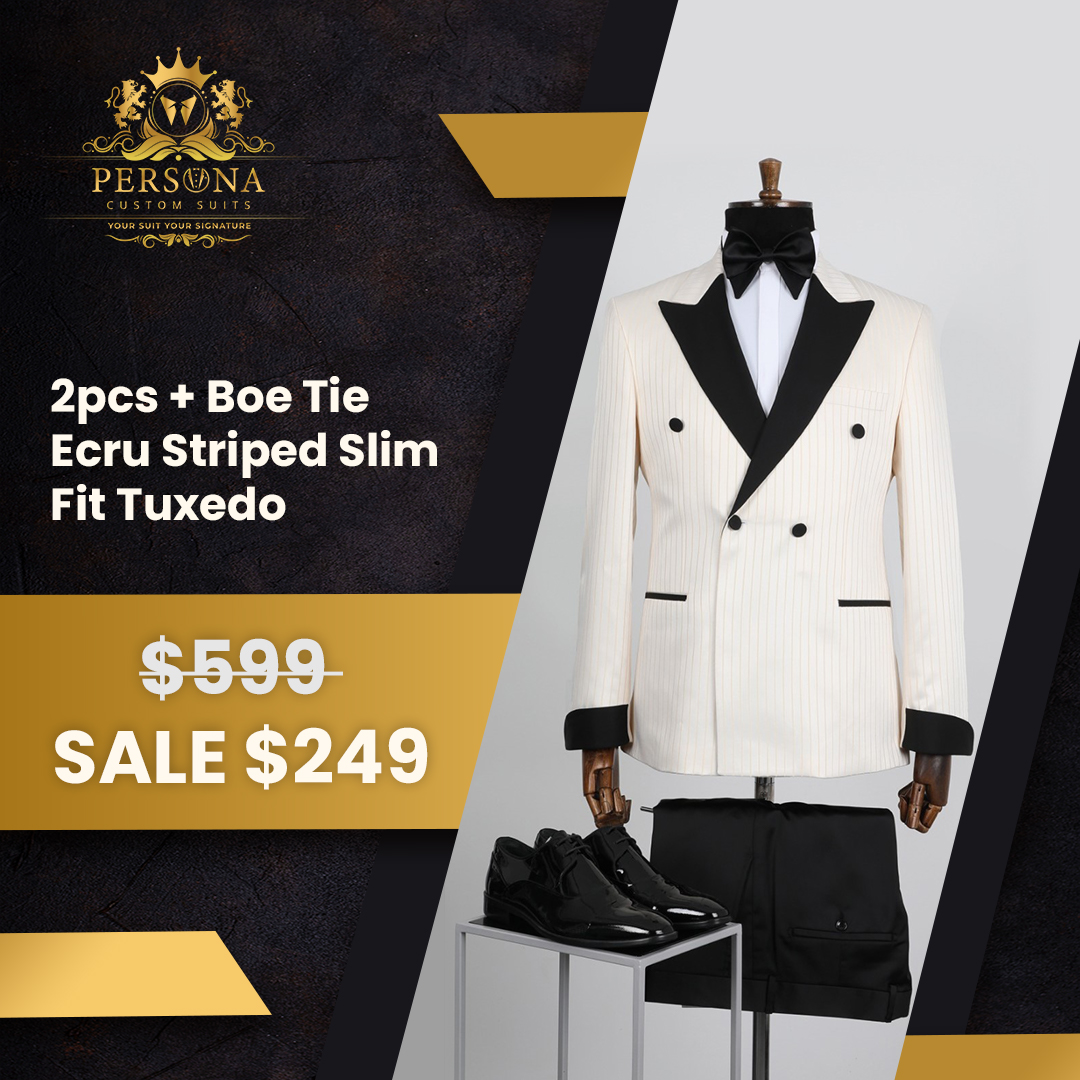 PERSONA
CUSTOM SUITS
YOUR SUIT YOUR SIGNATURE
2pcs + Boe Tie
Ecru Striped Slim
Fit Tuxedo
$599
SALE $249